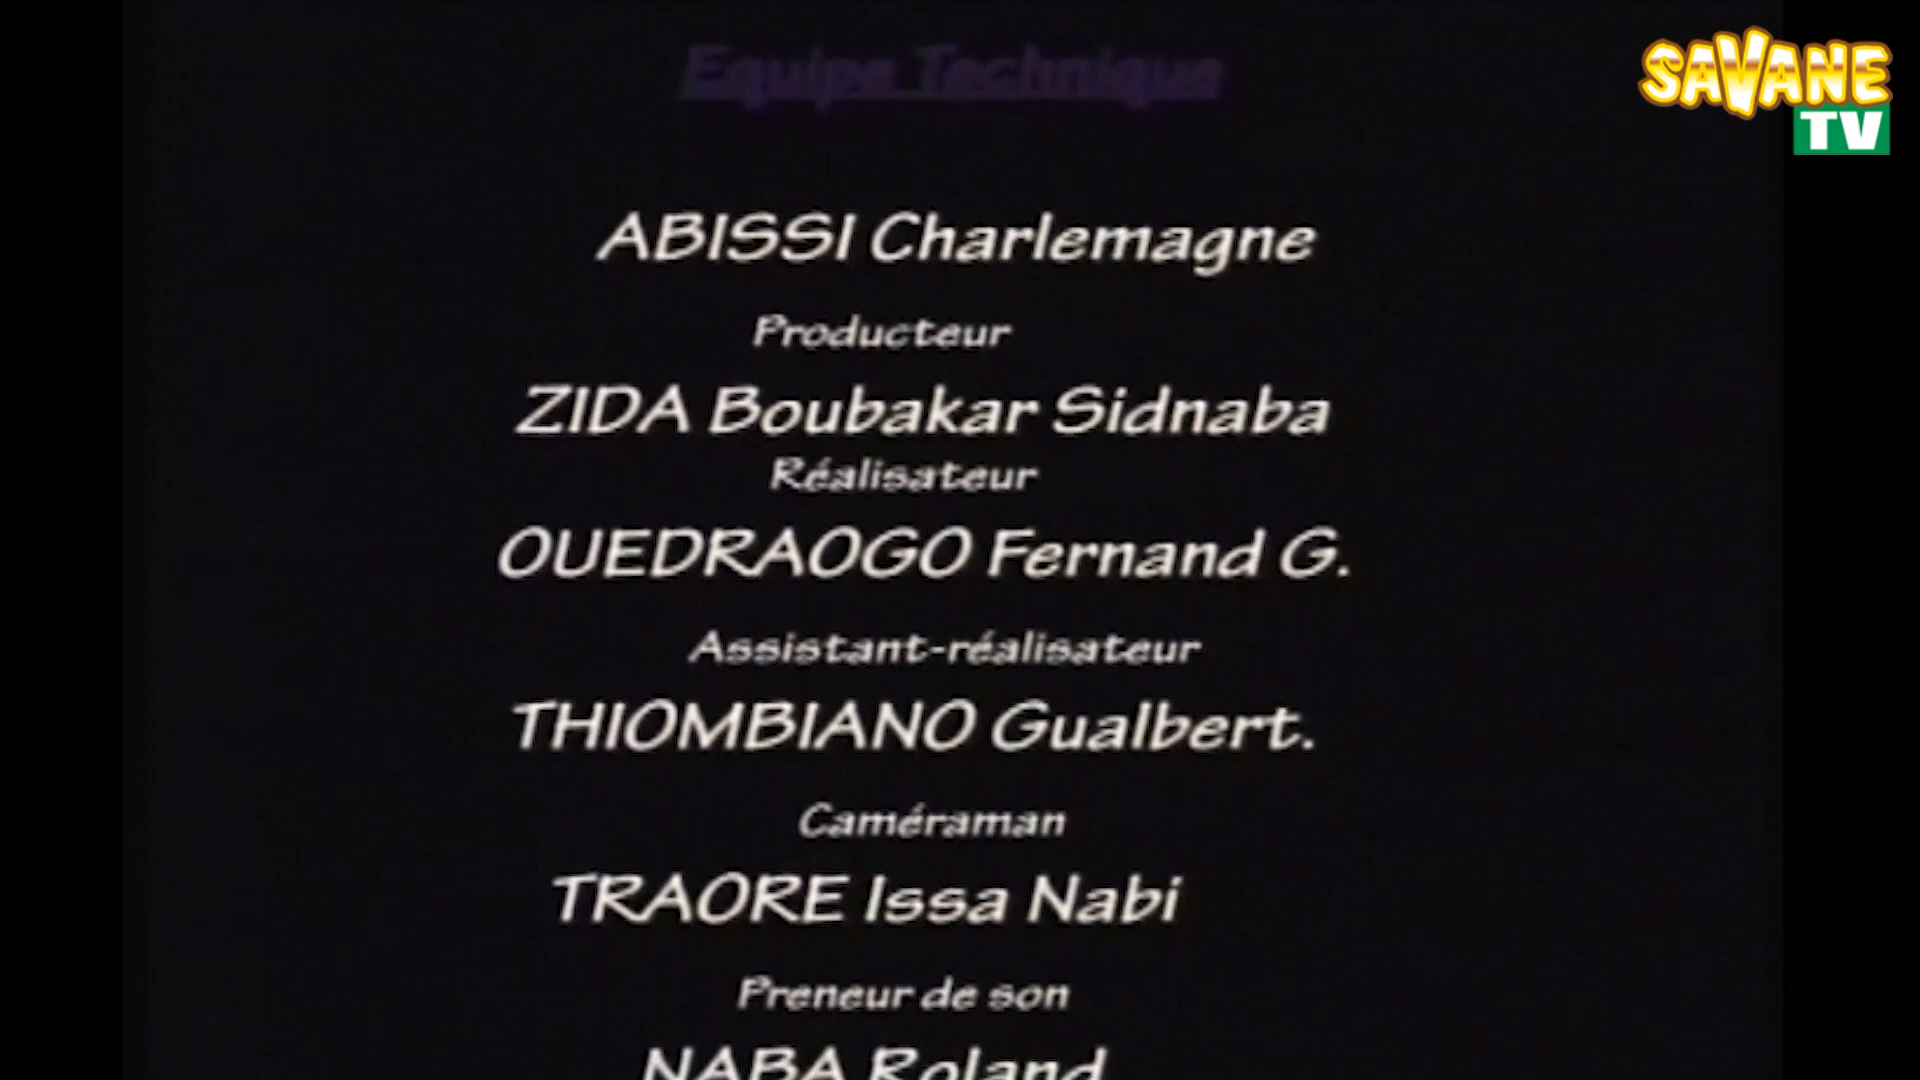 SAVANE
TV
Equipe Technique
ABISSI Charlemagne
Producteur
ZIDA Boubakar Sidnaba
Réalisateur
OUEDRAOGO Fernand G.
Assistant-réalisateur
THIOMBIANO Gualbert.
Caméraman
TRAORE Issa Nabi
Preneur de son
NABA Roland